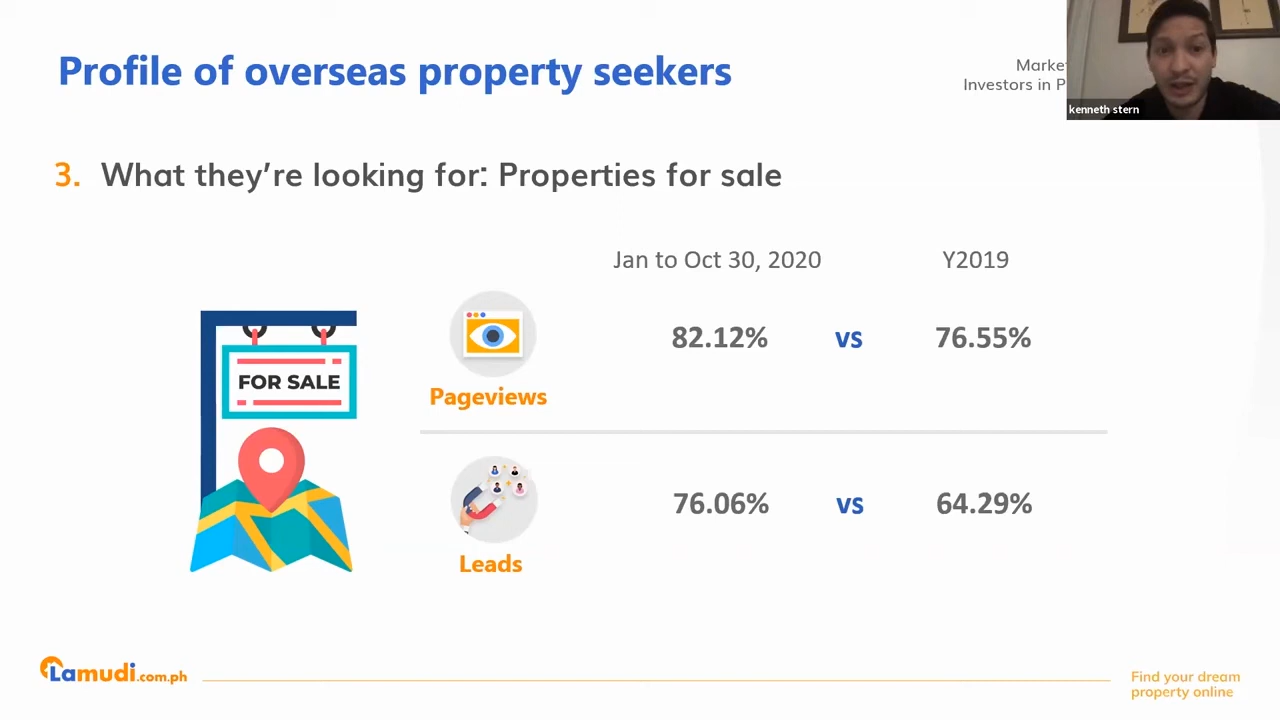 Profile of overseas property seekers
Investors in
kenneth stern
3. What they're looking for: Properties for sale
Jan to Oct 30, 2020 Y2019
FOR SALE
82.12% vs 76.55%
Pageviews
76.06% vs 64.29%
Leads
Lamudi.com.ph
Find your dream
property online